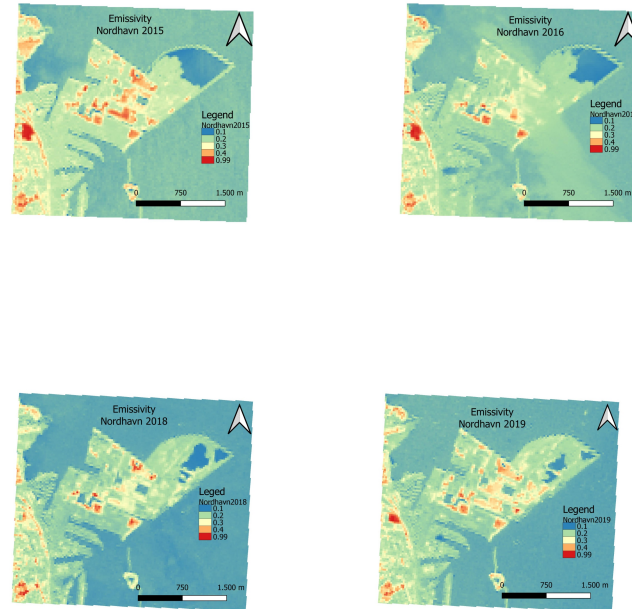 Emissivity
Nordhavn 2015
Legend
Nordhavn2015
0.1
0.2
0.3
0.4
0.99
0 750 1.500 m
Emissivity
Nordhavn 2016
Legend
0.1
0.2
0.3
0.4
0.99
0 750 1.500 m
Emissivity
Nordhavn 2018
Leged
Nordhavn2018
0.1
0.2
0.3
0.4
0.99
0 750 1.500 m
Emissivity
Nordhavn 2019
Legend
Nordhavn2019
0.1
0.2
0.3
0.4
0.99
0 750 1.500 m